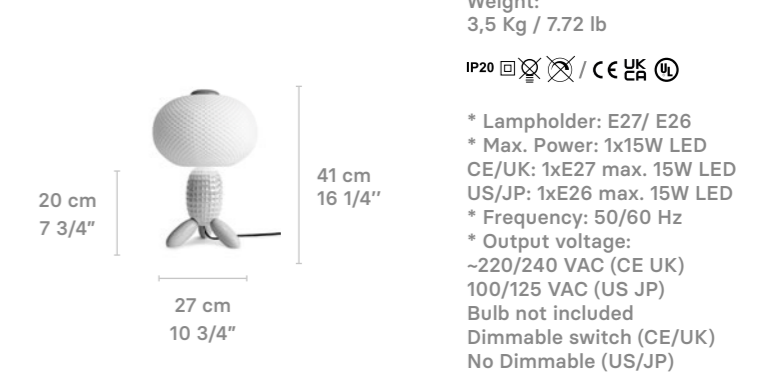 Weight:
3,5 Kg / 7.72 lb
IP20 / CE UK CA UL
* Lampholder: E27/ E26
* Max. Power: 1x15W LED
CE/UK: 1xE27 max. 15W LED
US/JP: 1xE26 max. 15W LED
* Frequency: 50/60 Hz
* Output voltage:
~220/240 VAC (CE UK)
100/125 VAC (US JP)
Bulb not included
Dimmable switch (CE/UK)
No Dimmable (US/JP)
41 cm
16 1/4’’
20 cm
7 3/4”
27 cm
10 3/4”